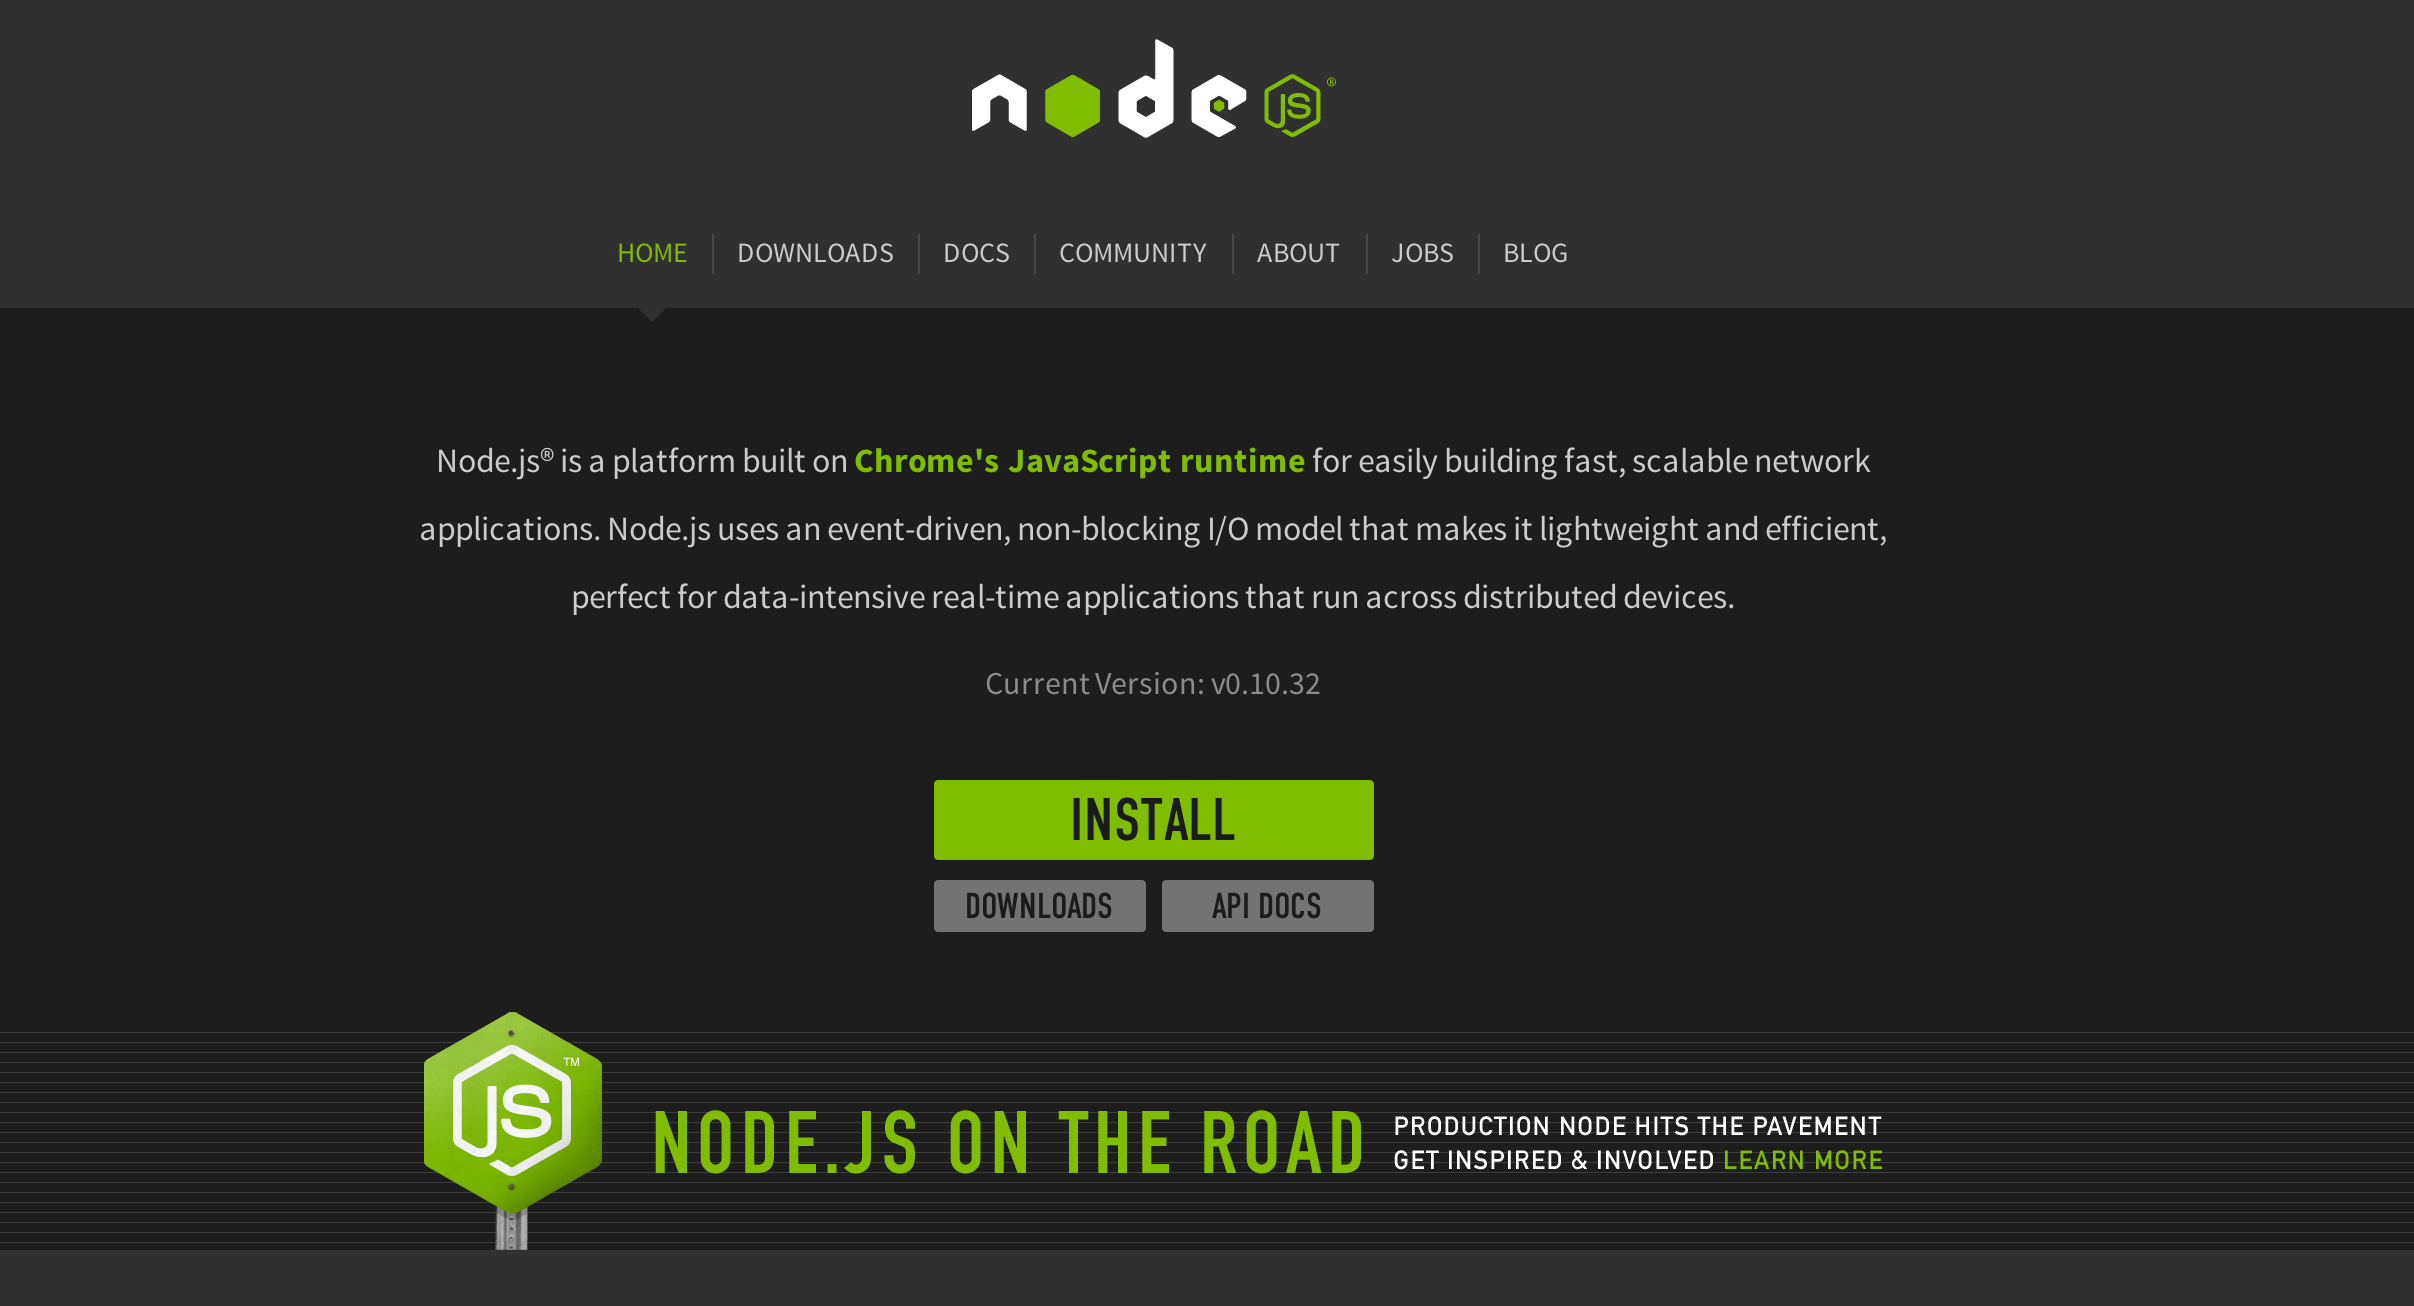 node JS ®
HOME DOWNLOADS DOCS COMMUNITY ABOUT JOBS BLOG
Node.js® is a platform built on Chrome's JavaScript runtime for easily building fast, scalable network
applications. Node.js uses an event-driven, non-blocking I/O model that makes it lightweight and efficient,
perfect for data-intensive real-time applications that run across distributed devices.
Current Version: v0.10.32
INSTALL
DOWNLOADS API DOCS
JS TM
NODE.JS ON THE ROAD
PRODUCTION NODE HITS THE PAVEMENT
GET INSPIRED & INVOLVED LEARN MORE